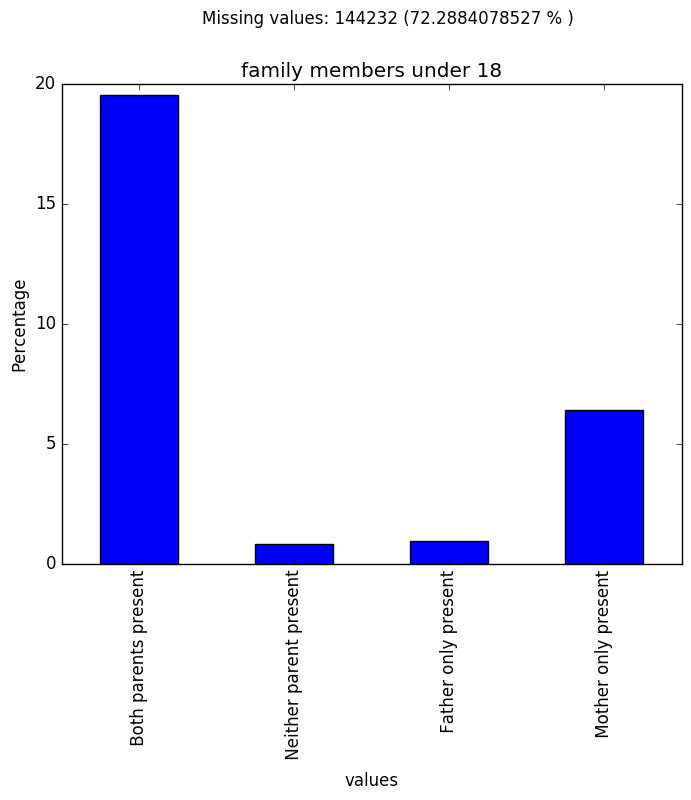 Missing values: 144232 (72.2884078527 % )
family members under 18
20
15
10
5
0
Percentage
Both parents present
Neither parent present
Father only present
Mother only present
values